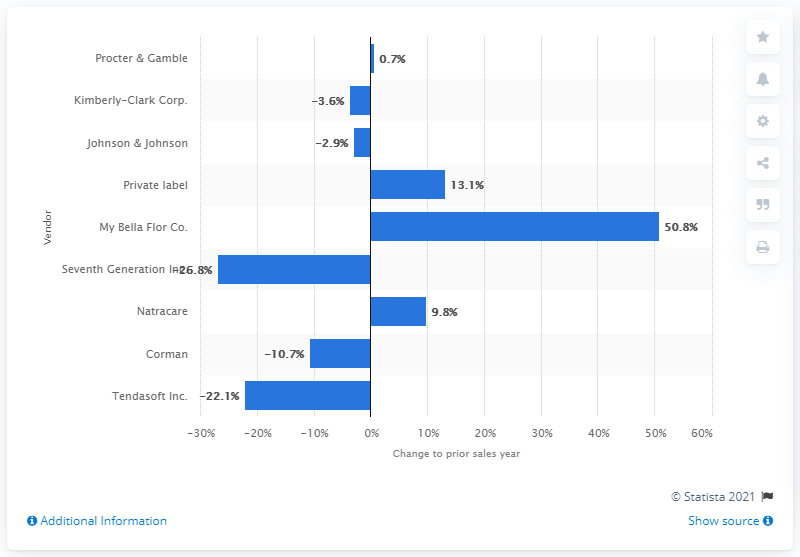 Vendor
Procter & Gamble 0.7%
Kimberly-Clark Corp. −3.6%
Johnson & Johnson −2.9%
Private label 13.1%
My Bella Flor Co. 50.8%
Seventh Generation Inc. −26.8%
Natracare 9.8%
Corman −10.7%
Tendasoft Inc. −22.1%
−30% −20% −10% 0% 10% 20% 30% 40% 50% 60%
Change to prior sales year
© Statista 2021
Additional Information Show source